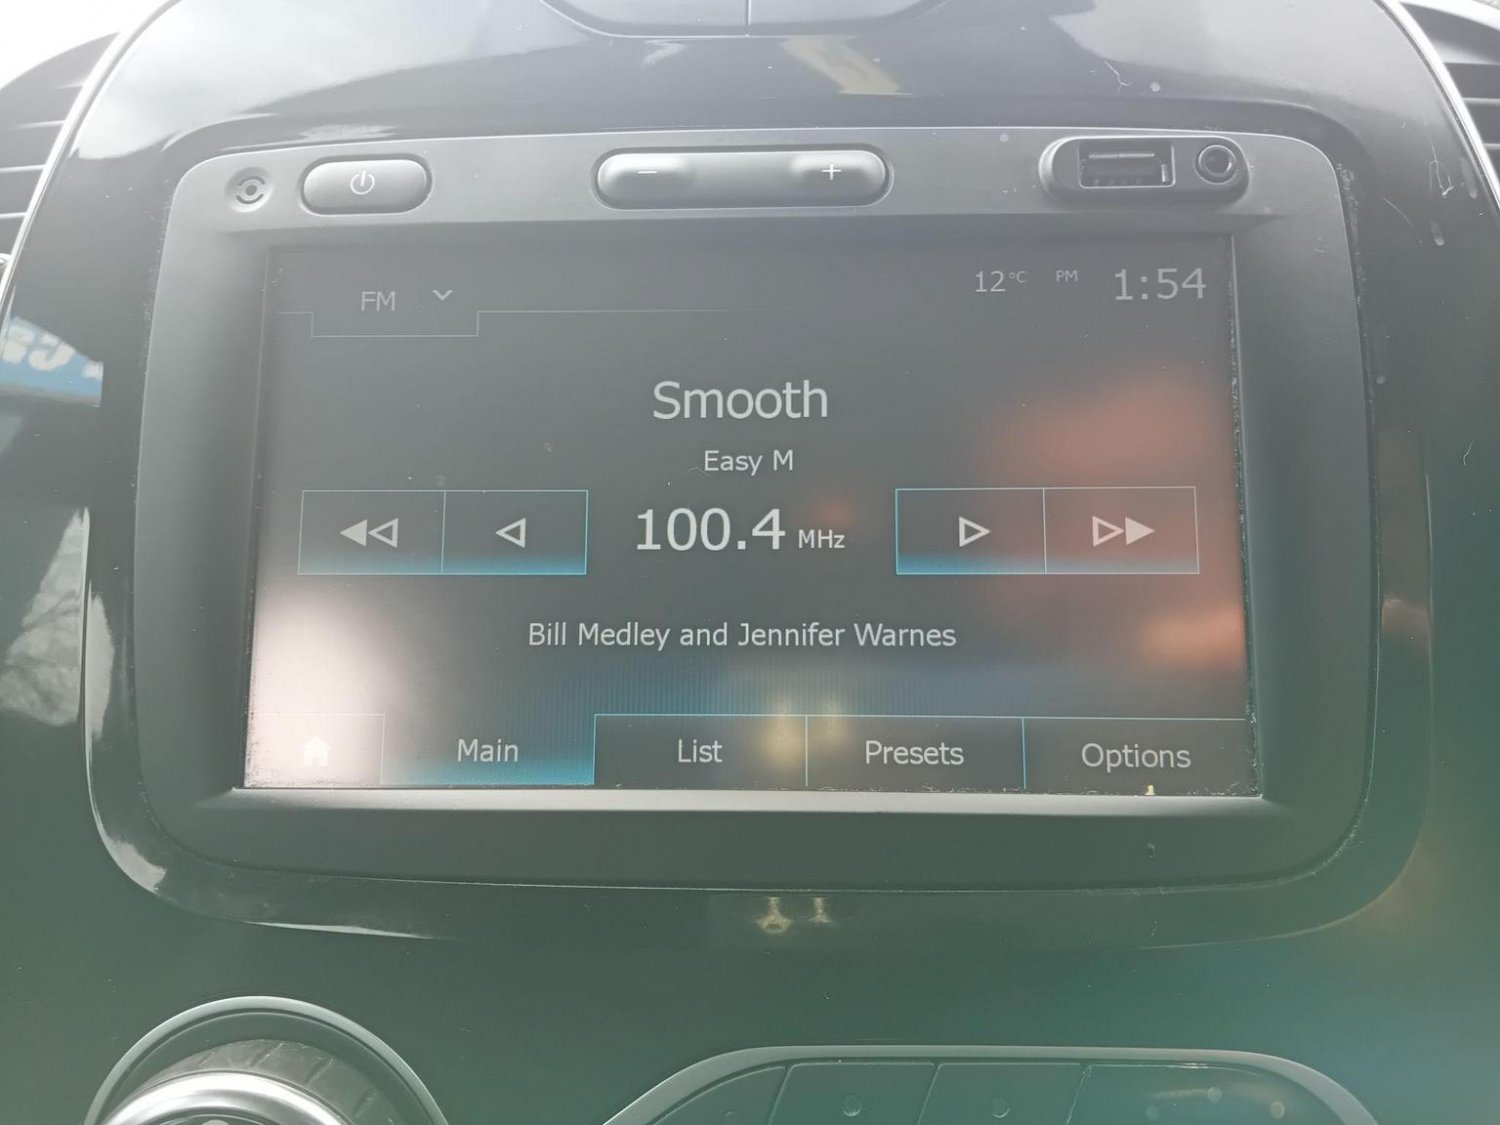 − +
FM 12°C PM 1:54
Smooth
Easy M
100.4 MHz
Bill Medley and Jennifer Warnes
Main List Presets Options